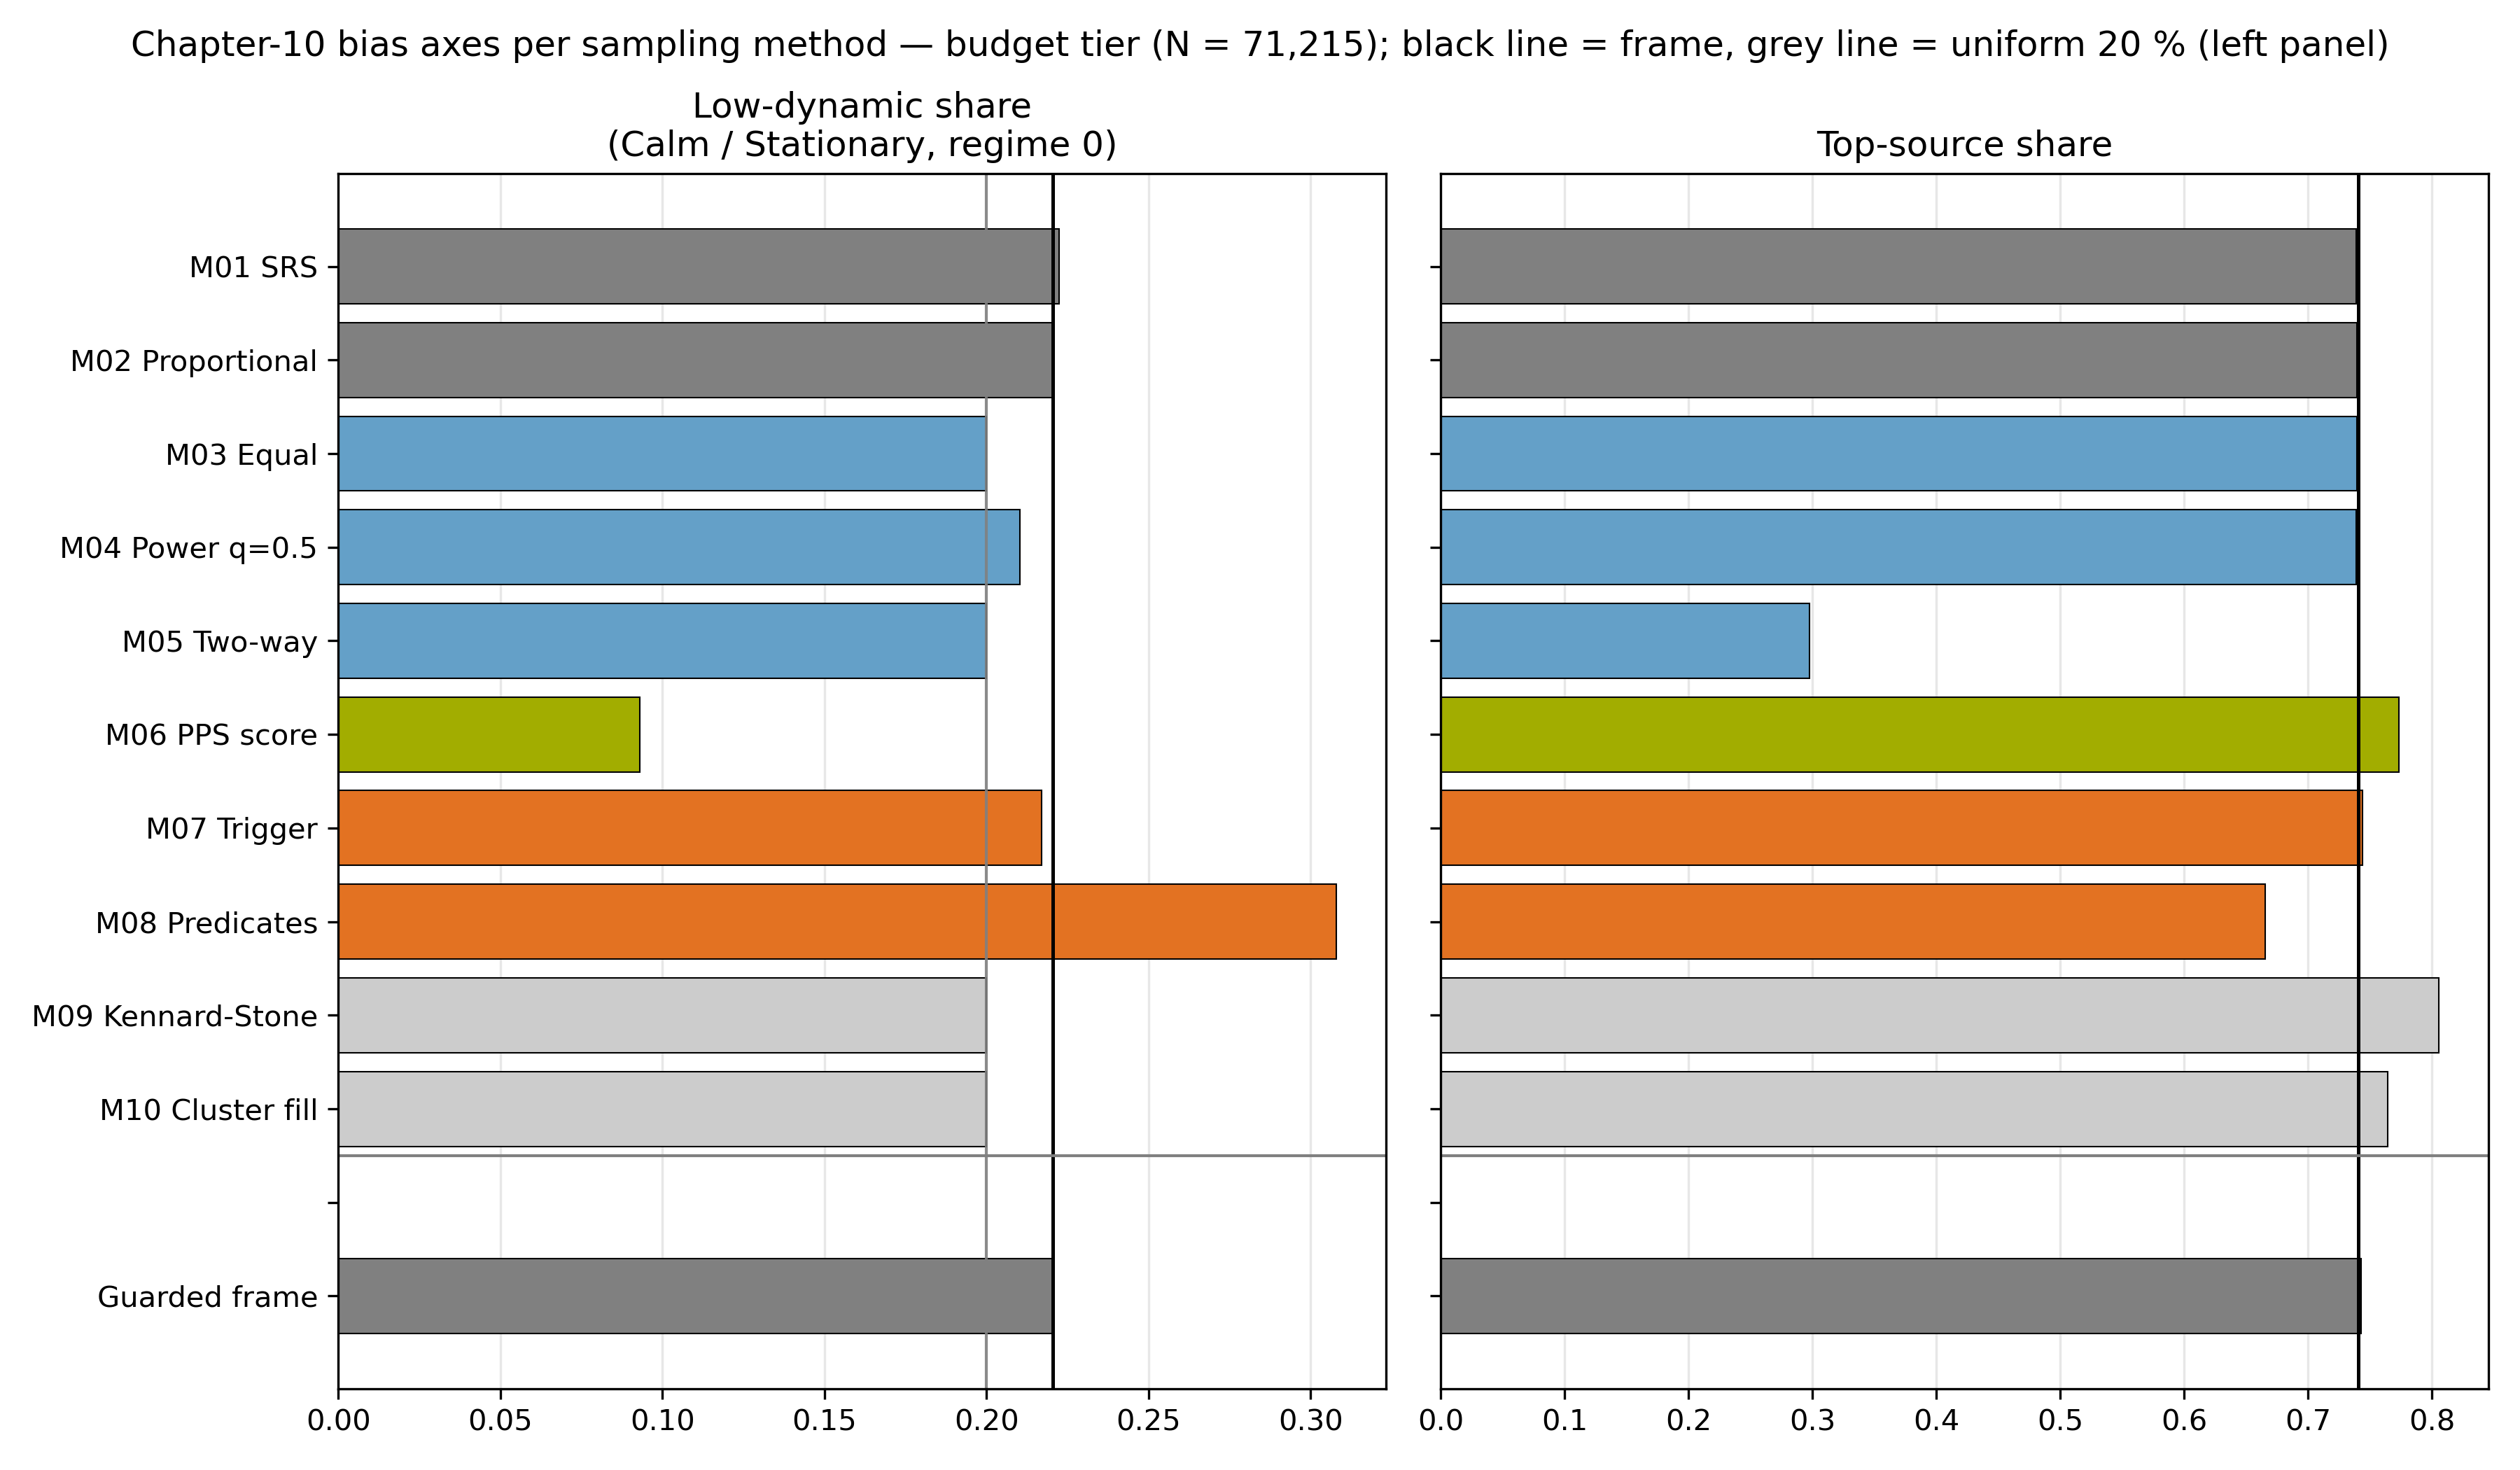 Chapter-10 bias axes per sampling method — budget tier (N = 71,215); black line = frame, grey line = uniform 20 % (left panel)
Low-dynamic share
(Calm / Stationary, regime 0)
Top-source share
M01 SRS
M02 Proportional
M03 Equal
M04 Power q=0.5
M05 Two-way
M06 PPS score
M07 Trigger
M08 Predicates
M09 Kennard-Stone
M10 Cluster fill
Guarded frame
0.00 0.05 0.10 0.15 0.20 0.25 0.30
0.0 0.1 0.2 0.3 0.4 0.5 0.6 0.7 0.8